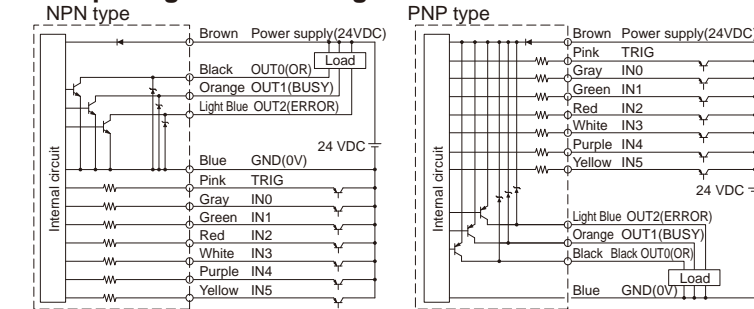 NPN type
Brown Power supply(24VDC)
Load
Black OUT0(OR)
Orange OUT1(BUSY)
Light Blue OUT2(ERROR)
24 VDC
Internal circuit
Blue GND(0V)
Pink TRIG
Gray IN0
Green IN1
Red IN2
White IN3
Purple IN4
Yellow IN5
PNP type
Brown Power supply(24VDC)
Pink TRIG
Gray IN0
Green IN1
Red IN2
White IN3
Purple IN4
Yellow IN5
24 VDC
Internal circuit
Light Blue OUT2(ERROR)
Orange OUT1(BUSY)
Black Black OUT0(OR)
Load
Blue GND(0V)